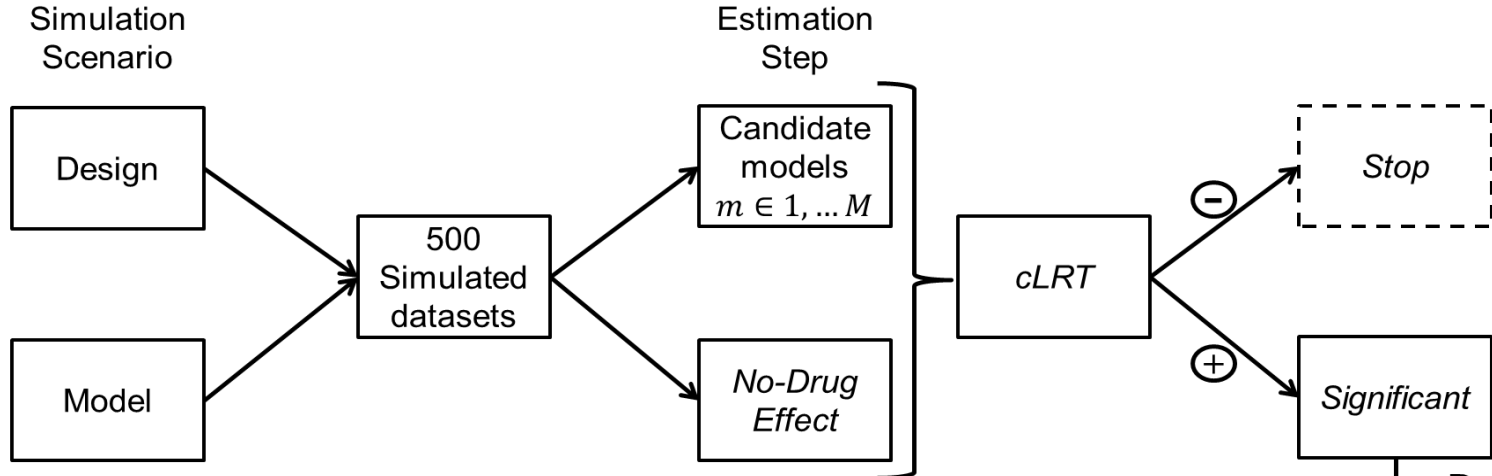 Simulation
Scenario
Estimation
Step
Design
Model
500
Simulated
datasets
Candidate
models
m ∈ 1, … M
No-Drug
Effect
cLRT
−
+
Stop
Significant